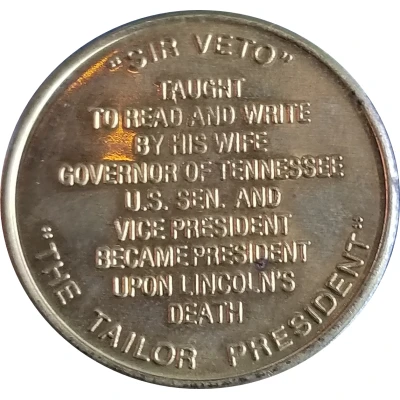 "SIR VETO"
TAUGHT
TO READ AND WRITE
BY HIS WIFE
GOVERNOR OF TENNESSEE
U.S. SEN. AND
VICE PRESIDENT
BECAME PRESIDENT
UPON LINCOLN'S
DEATH
"THE TAILOR PRESIDENT"